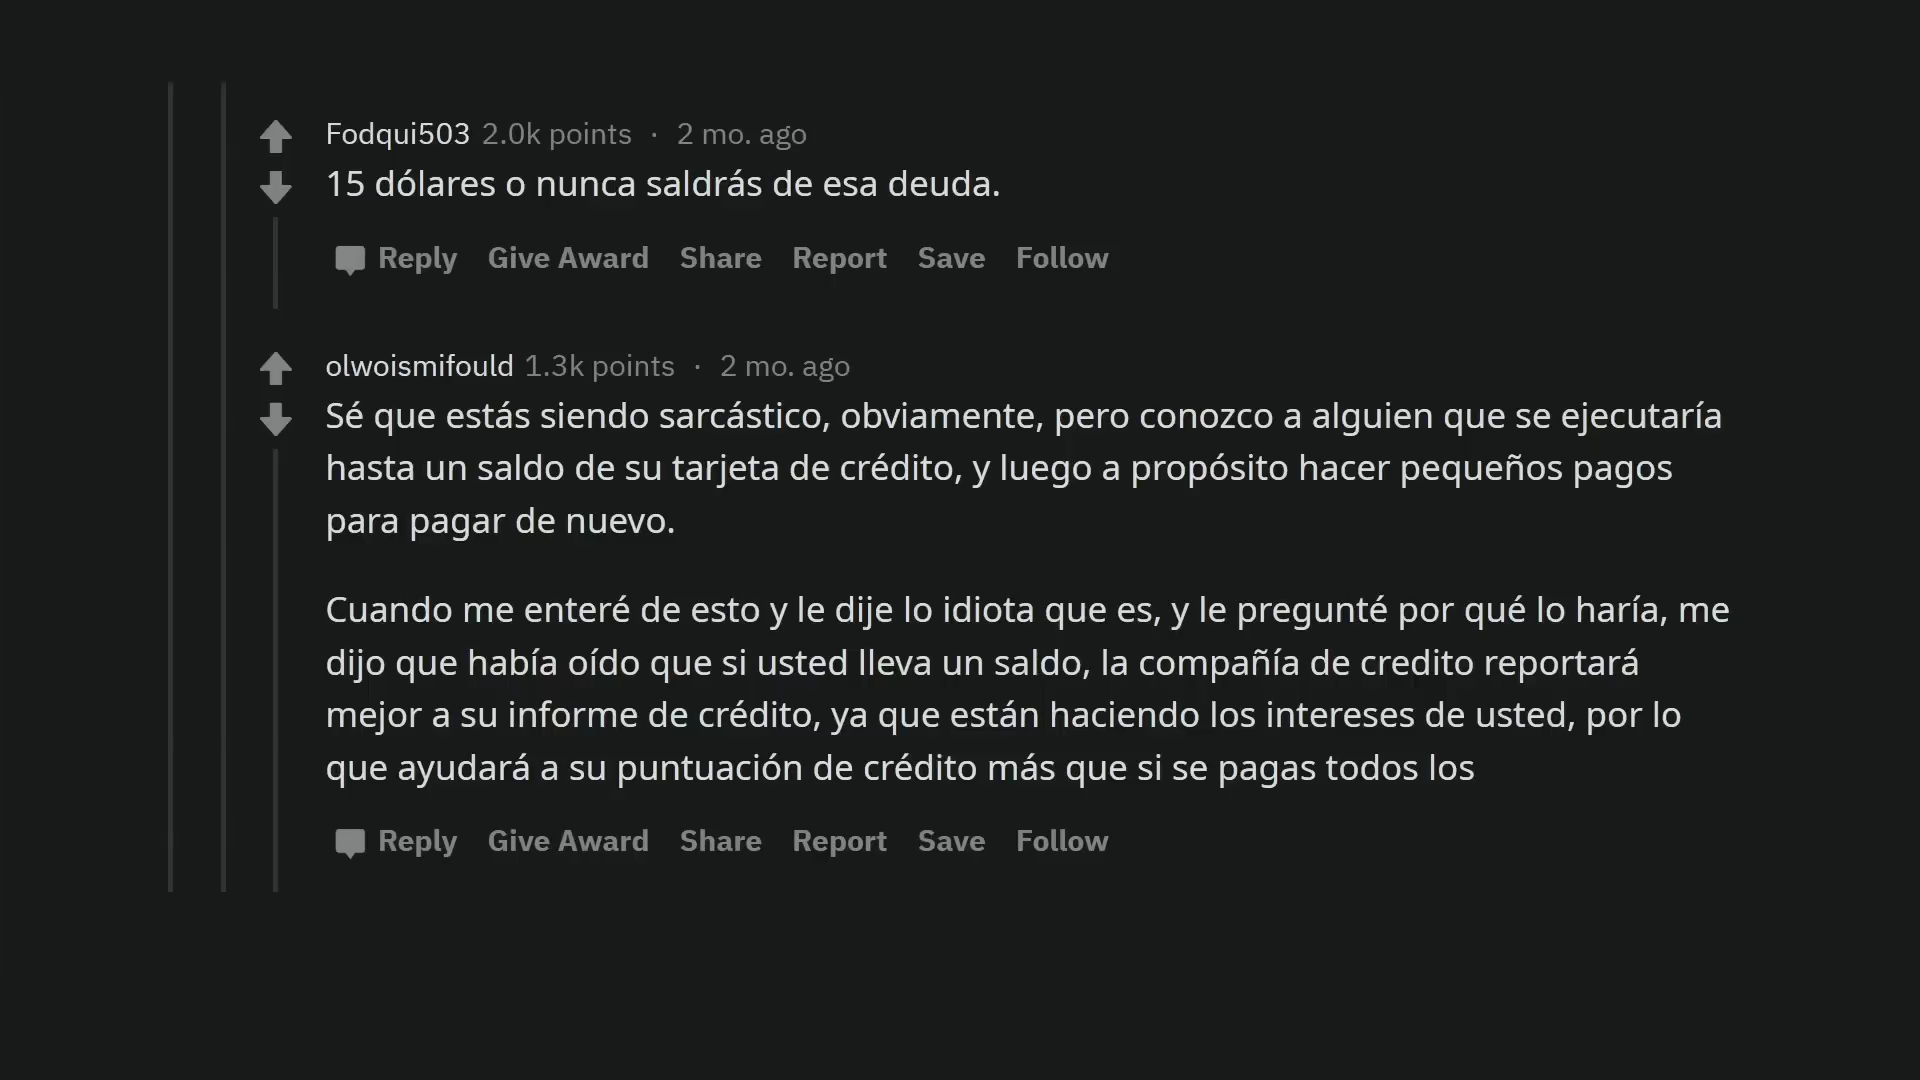 Fodqui503 2.0k points · 2 mo. ago
15 dólares o nunca saldrás de esa deuda.
Reply Give Award Share Report Save Follow
olwoismifould 1.3k points · 2 mo. ago
Sé que estás siendo sarcástico, obviamente, pero conozco a alguien que se ejecutaría
hasta un saldo de su tarjeta de crédito, y luego a propósito hacer pequeños pagos
para pagar de nuevo.
Cuando me enteré de esto y le dije lo idiota que es, y le pregunté por qué lo haría, me
dijo que había oído que si usted lleva un saldo, la compañía de credito reportará
mejor a su informe de crédito, ya que están haciendo los intereses de usted, por lo
que ayudará a su puntuación de crédito más que si se pagas todos los
Reply Give Award Share Report Save Follow